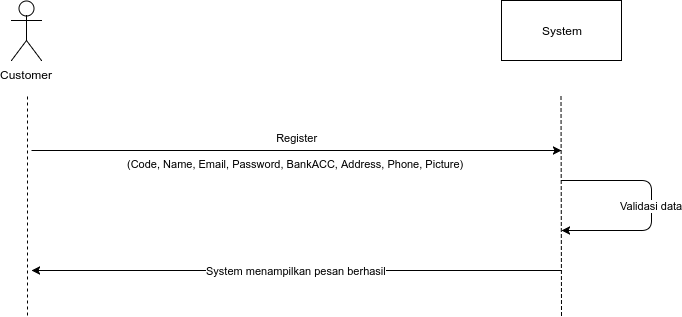 System
Customer
Register
(Code, Name, Email, Password, BankACC, Address, Phone, Picture)
Validasi data
System menampilkan pesan berhasil